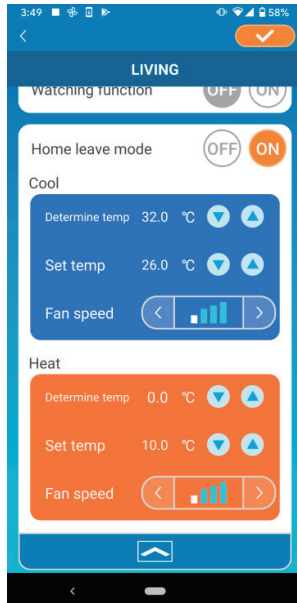 3:49 58%
LIVING
Watching function OFF ON
Home leave mode OFF ON
Cool
Determine temp 32.0 ℃
Set temp 26.0 ℃
Fan speed
Heat
Determine temp 0.0 ℃
Set temp 10.0 ℃
Fan speed